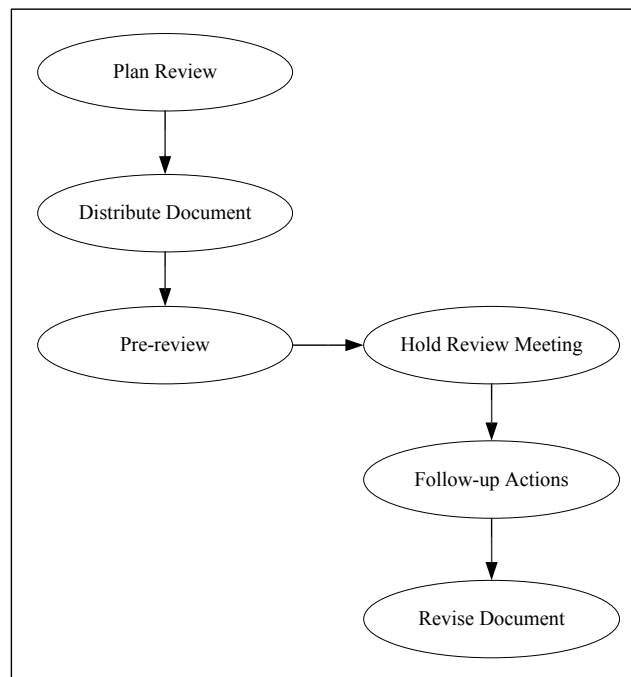 Plan Review
Distribute Document
Pre-review
Hold Review Meeting
Follow-up Actions
Revise Document